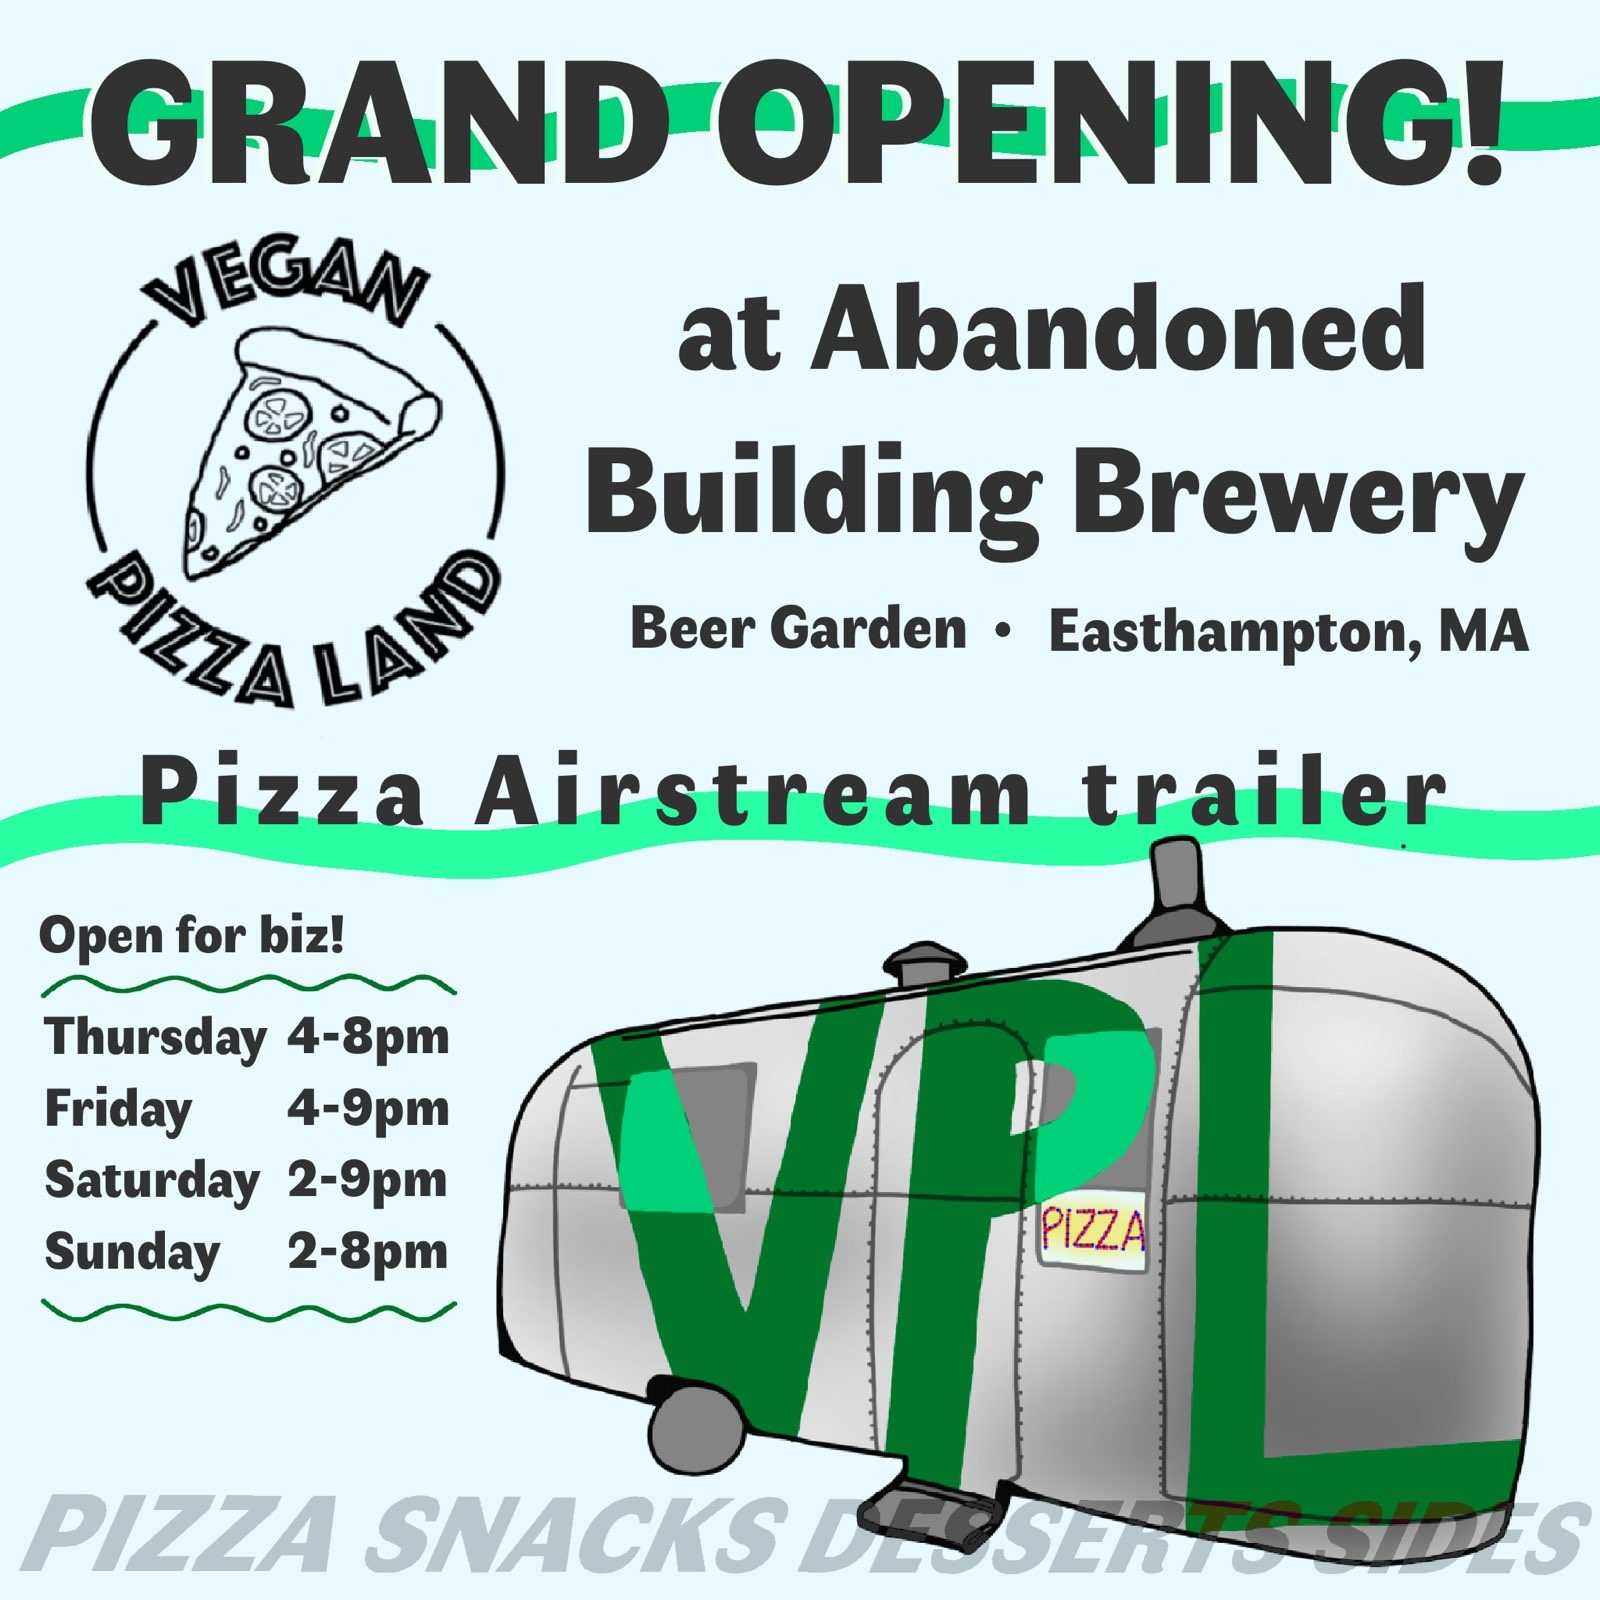 GRAND OPENING!
VEGAN
PIZZA LAND
at Abandoned
Building Brewery
Beer Garden • Easthampton, MA
Pizza Airstream trailer
Open for biz!
Thursday 4-8pm
Friday 4-9pm
Saturday 2-9pm
Sunday 2-8pm
VPL
PIZZA
PIZZA SNACKS DESSERTS SIDES